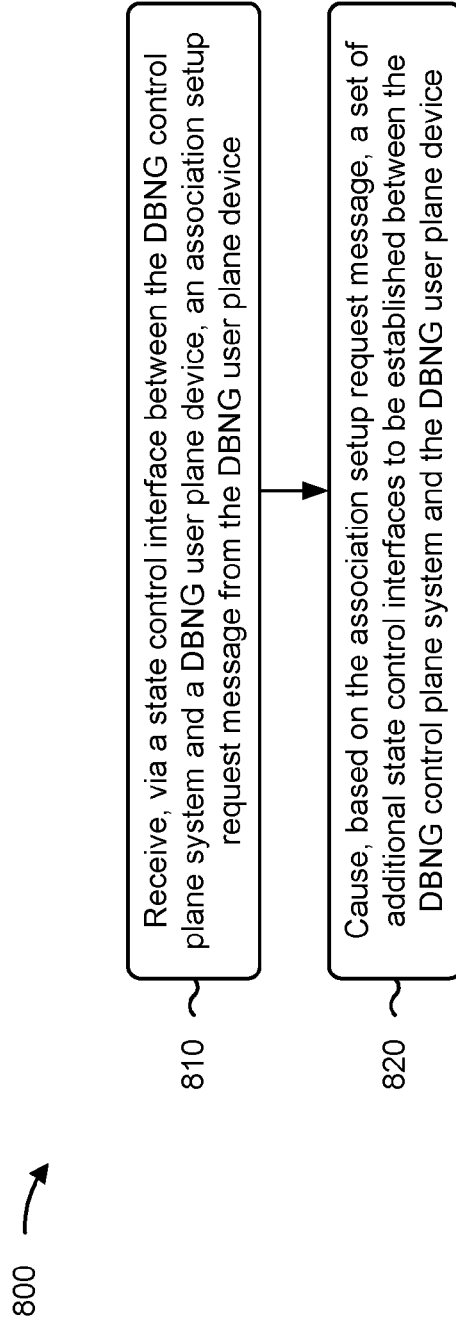 800
810
Receive, via a state control interface between the DBNG control
plane system and a DBNG user plane device, an association setup
request message from the DBNG user plane device
820
Cause, based on the association setup request message, a set of
additional state control interfaces to be established between the
DBNG control plane system and the DBNG user plane device